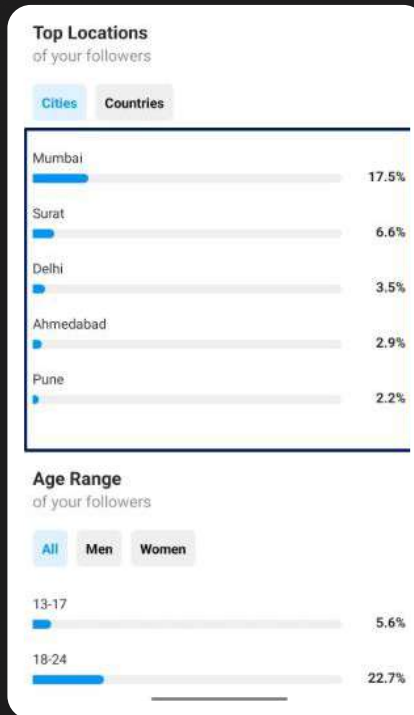 Top Locations
of your followers
Cities Countries
Mumbai
17.5%
Surat
6.6%
Delhi
3.5%
Ahmedabad
2.9%
Pune
2.2%
Age Range
of your followers
All Men Women
13-17
5.6%
18-24
22.7%